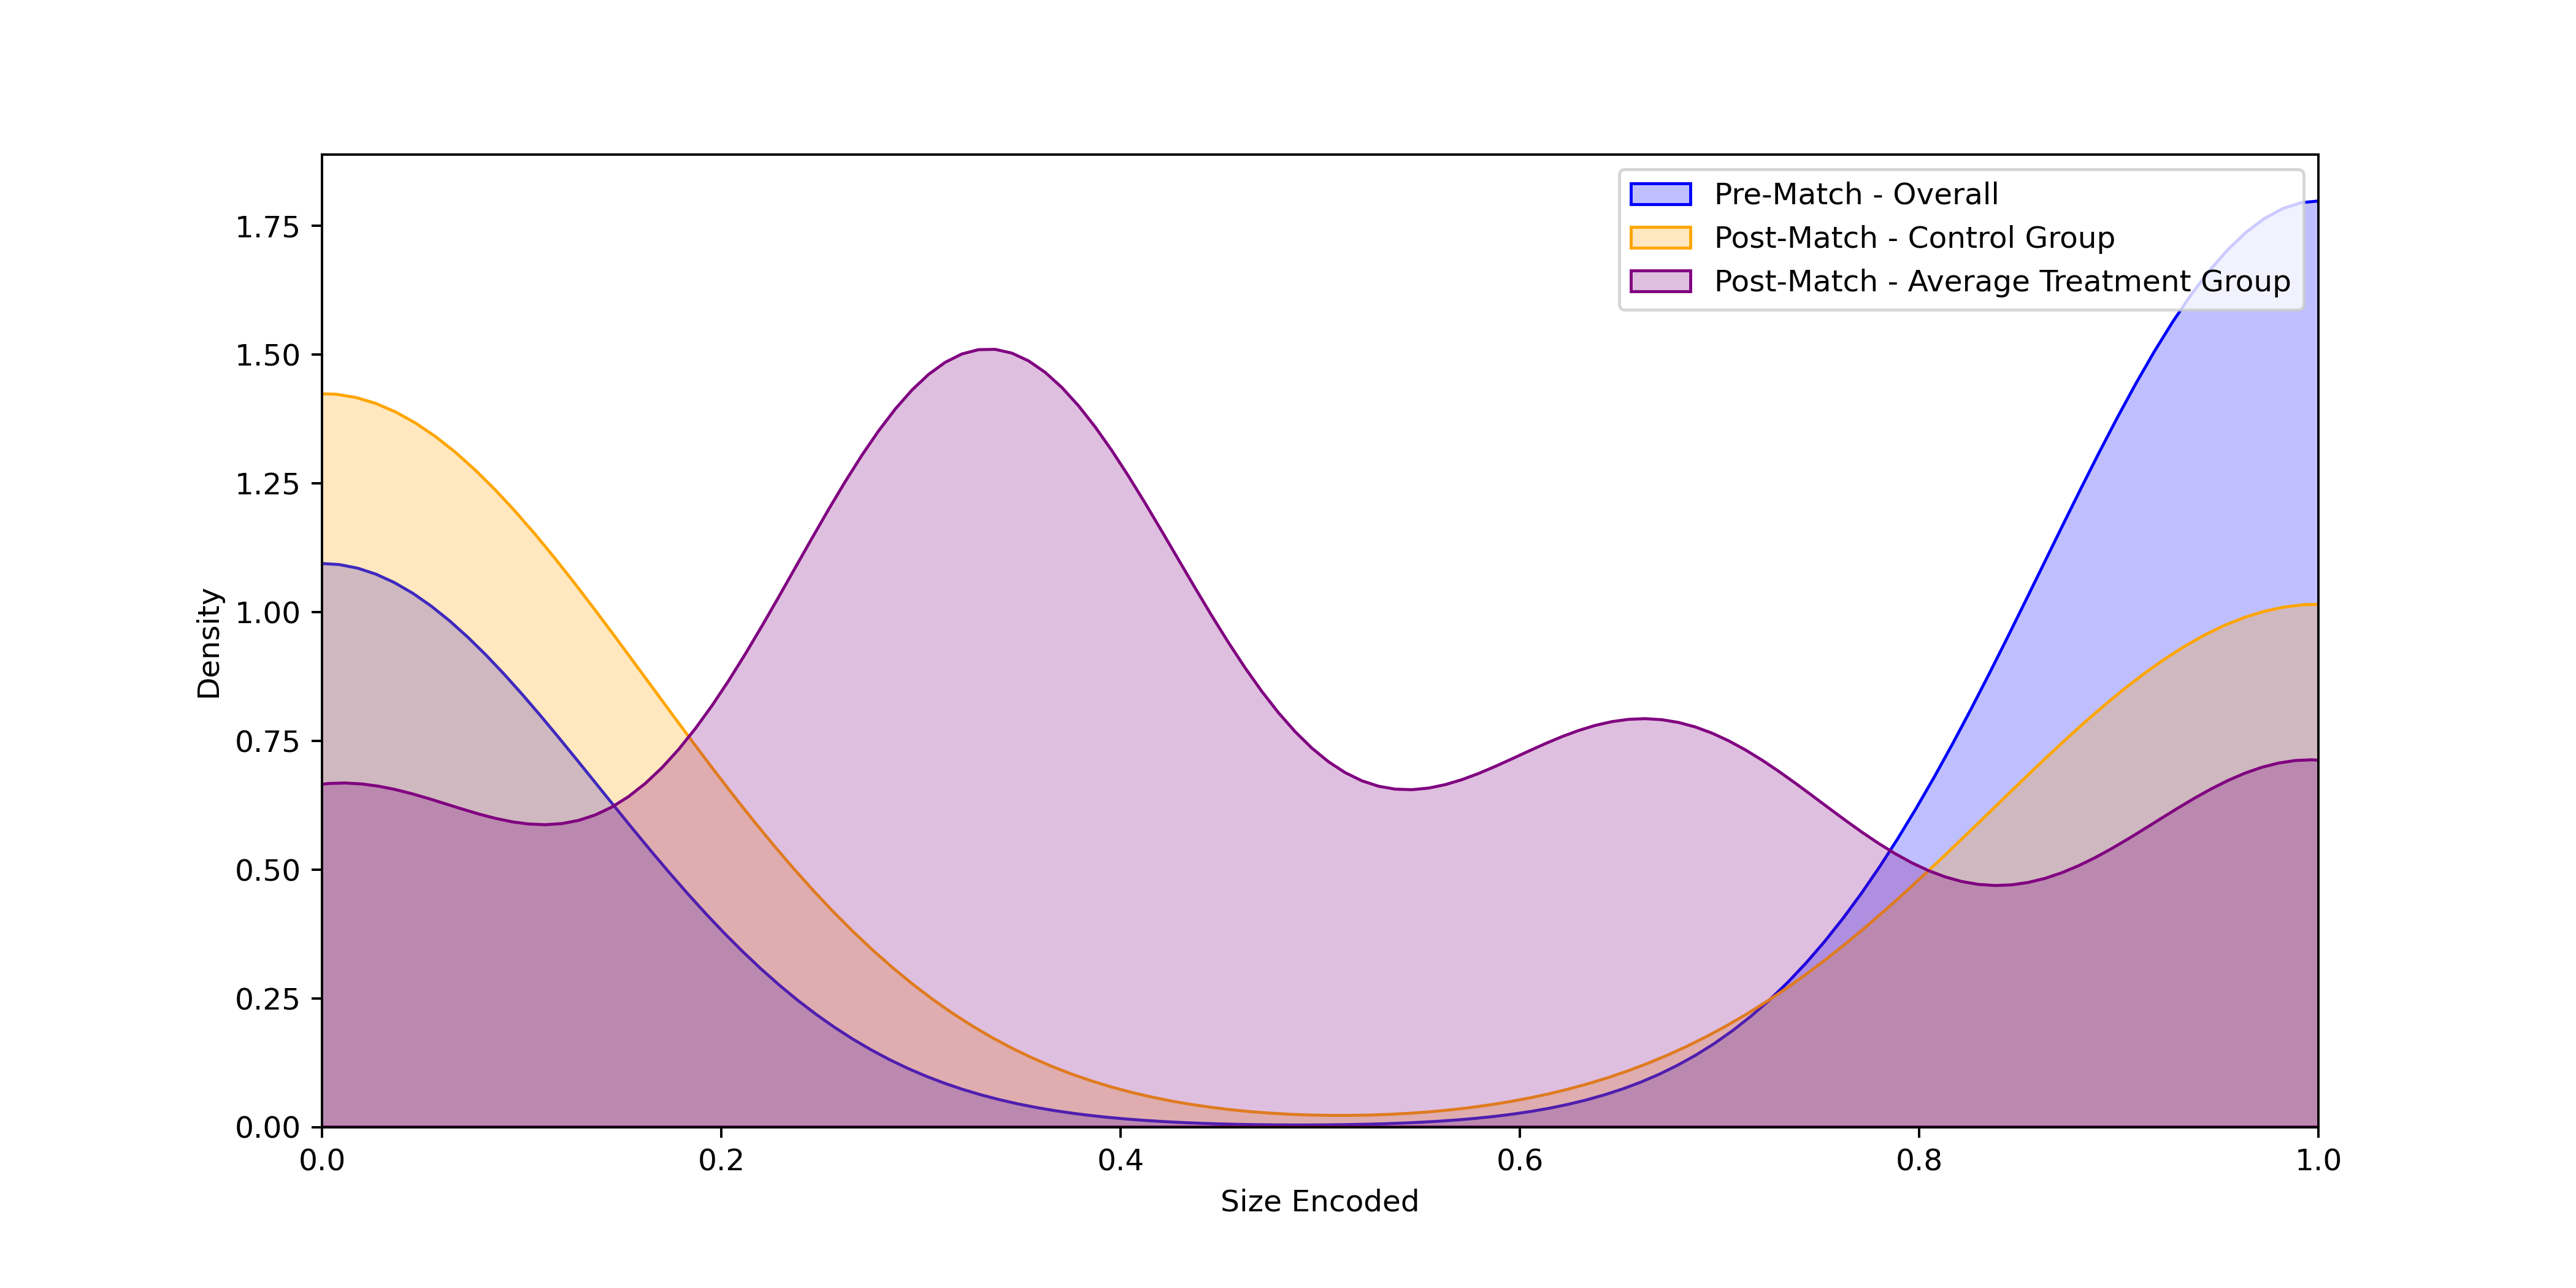 Pre-Match - Overall
Post-Match - Control Group
Post-Match - Average Treatment Group
Density
1.75
1.50
1.25
1.00
0.75
0.50
0.25
0.00
0.0 0.2 0.4 0.6 0.8 1.0
Size Encoded